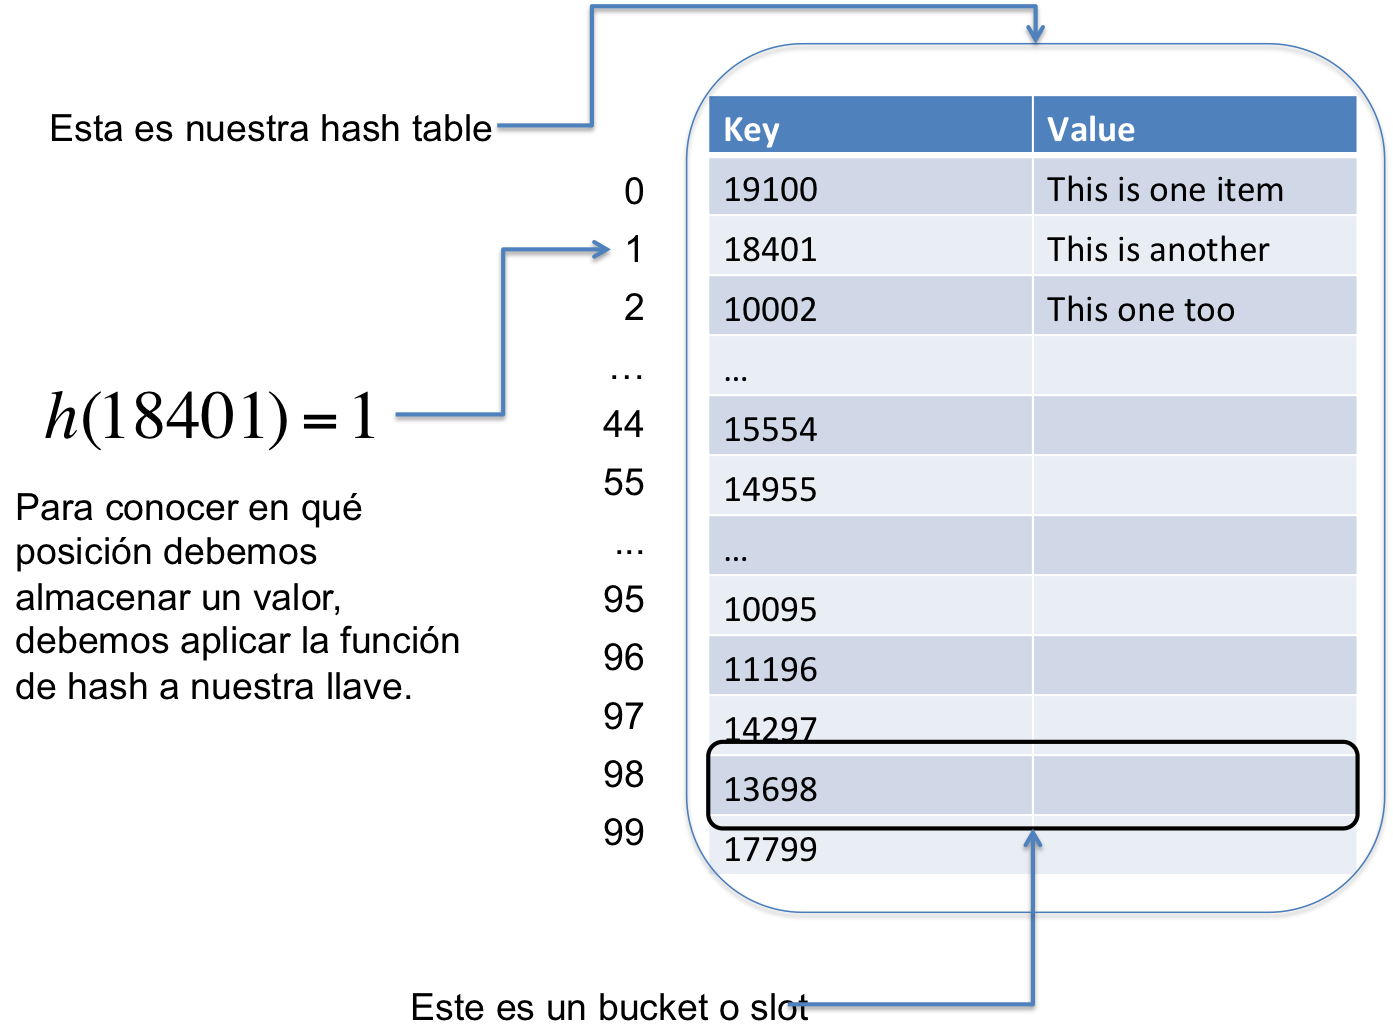 Esta es nuestra hash table
Key Value
0 19100 This is one item
1 18401 This is another
2 10002 This one too
... ...
44 15554
55 14955
... ...
95 10095
96 11196
97 14297
98 13698
99 17799
h(18401) = 1
Para conocer en qué
posición debemos
almacenar un valor,
debemos aplicar la función
de hash a nuestra llave.
Este es un bucket o slot